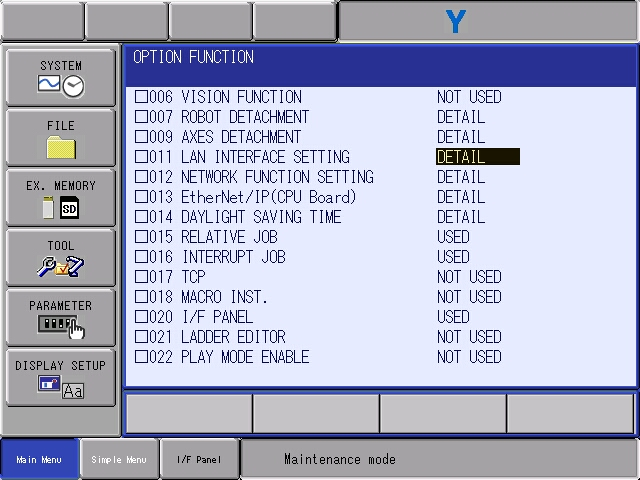 Y
SYSTEM
FILE
EX. MEMORY
SD
TOOL
PARAMETER
DISPLAY SETUP
Aa
OPTION FUNCTION
006 VISION FUNCTION NOT USED
007 ROBOT DETACHMENT DETAIL
009 AXES DETACHMENT DETAIL
011 LAN INTERFACE SETTING DETAIL
012 NETWORK FUNCTION SETTING DETAIL
013 EtherNet/IP(CPU Board) DETAIL
014 DAYLIGHT SAVING TIME DETAIL
015 RELATIVE JOB USED
016 INTERRUPT JOB USED
017 TCP NOT USED
018 MACRO INST. NOT USED
020 I/F PANEL USED
021 LADDER EDITOR NOT USED
022 PLAY MODE ENABLE NOT USED
Main Menu
Simple Menu
I/F Panel
Maintenance mode